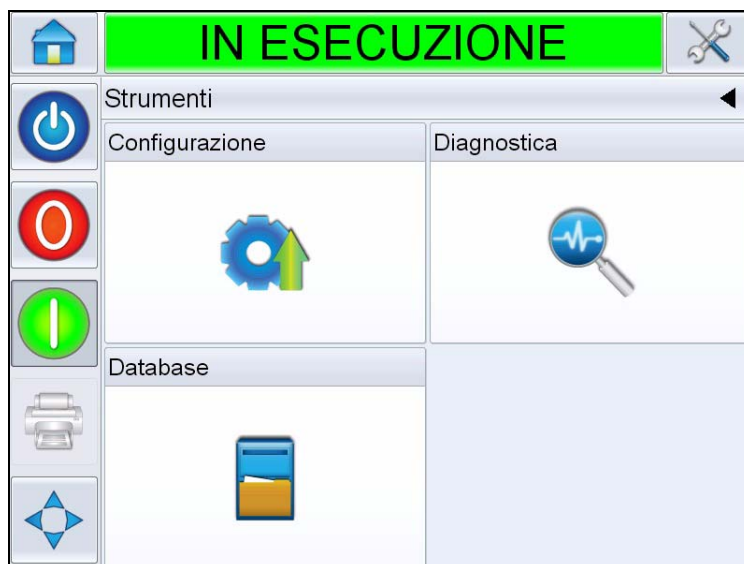 IN ESECUZIONE
Strumenti
Configurazione
Diagnostica
Database